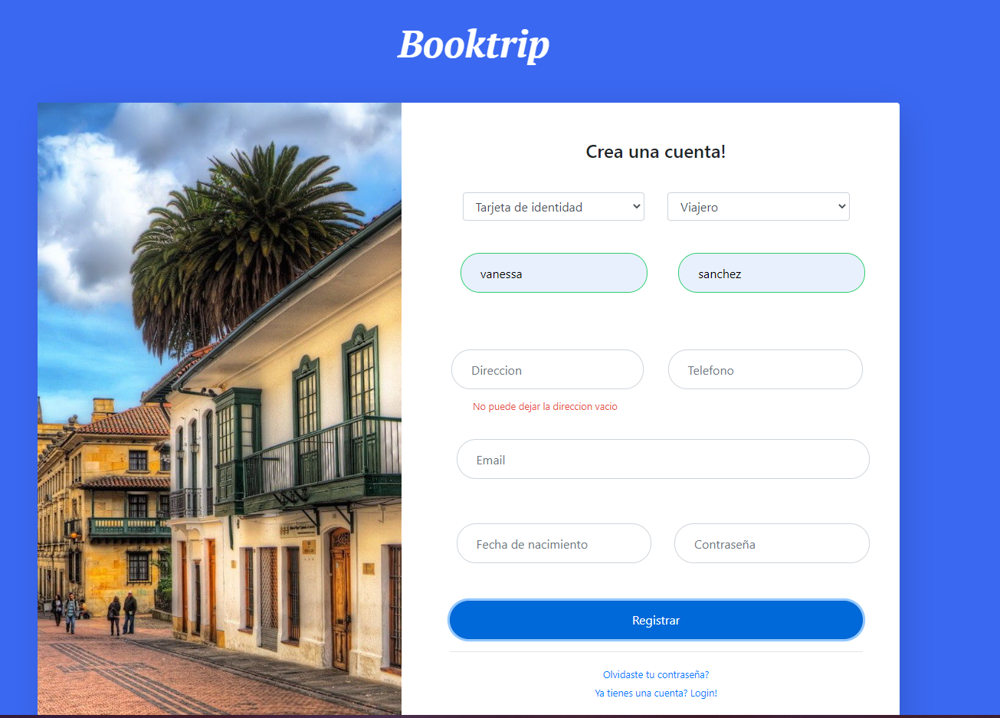 Booktrip
Crea una cuenta!
Tarjeta de identidad Viajero
vanessa sanchez
Direccion Telefono
No puede dejar la direccion vacio
Email
Fecha de nacimiento Contraseña
Registrar
Olvidaste tu contraseña?
Ya tienes una cuenta? Login!